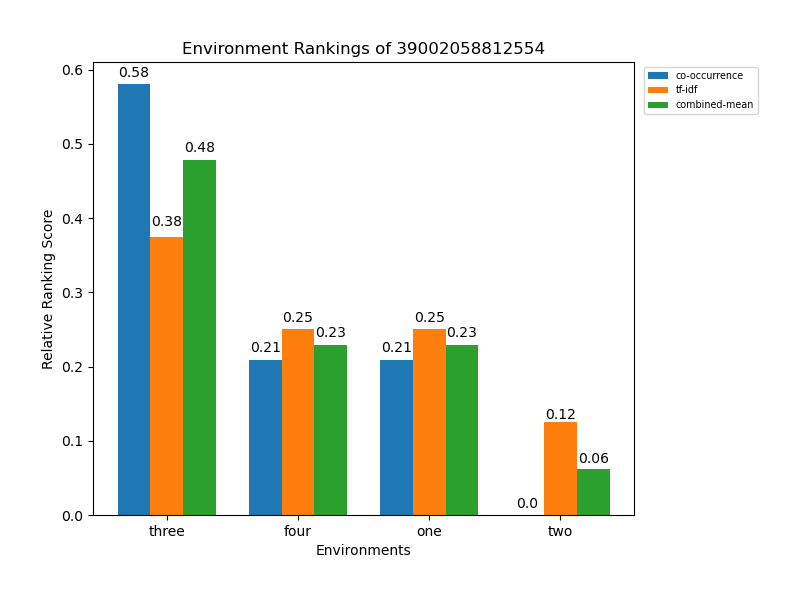 Environment Rankings of 39002058812554
co-occurrence
tf-idf
combined-mean
Relative Ranking Score
0.6
0.5
0.4
0.3
0.2
0.1
0.0
0.58
0.38
0.48
0.21
0.25
0.23
0.21
0.25
0.23
0.0
0.12
0.06
three four one two
Environments